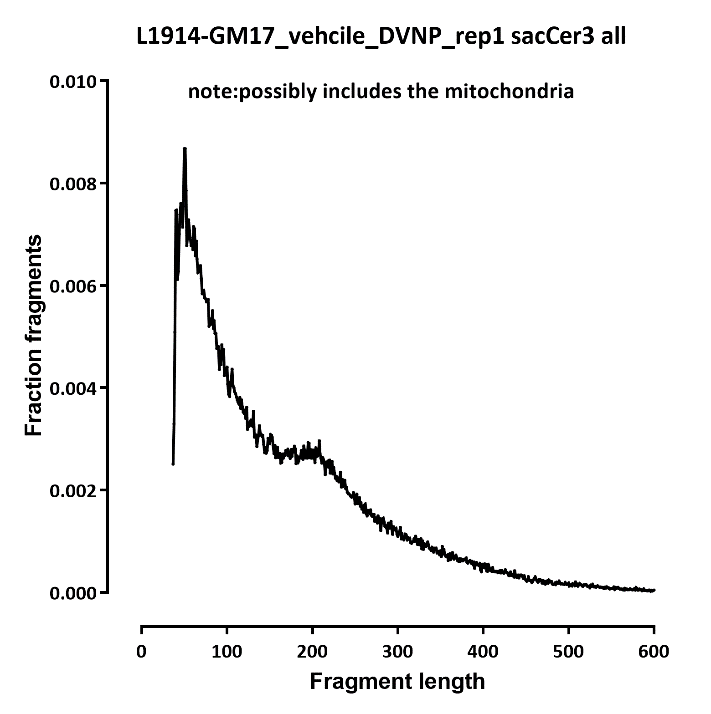 L1914-GM17_vehcile_DVNP_rep1 sacCer3 all
note:possibly includes the mitochondria
0.010
0.008
0.006
0.004
0.002
0.000
Fraction fragments
0 100 200 300 400 500 600
Fragment length